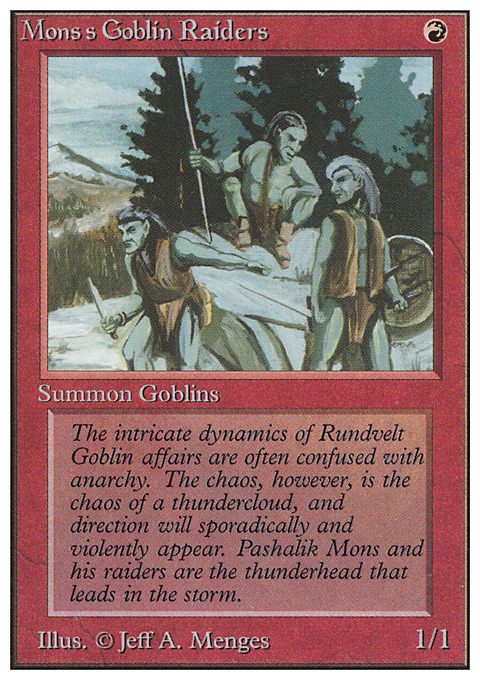 Mons's Goblin Raiders
Summon Goblins
The intricate dynamics of Rundvelt
Goblin affairs are often confused with
anarchy. The chaos, however, is the
chaos of a thundercloud, and
direction will sporadically and
violently appear. Pashalik Mons and
his raiders are the thunderhead that
leads in the storm.
Illus. © Jeff A. Menges
1/1